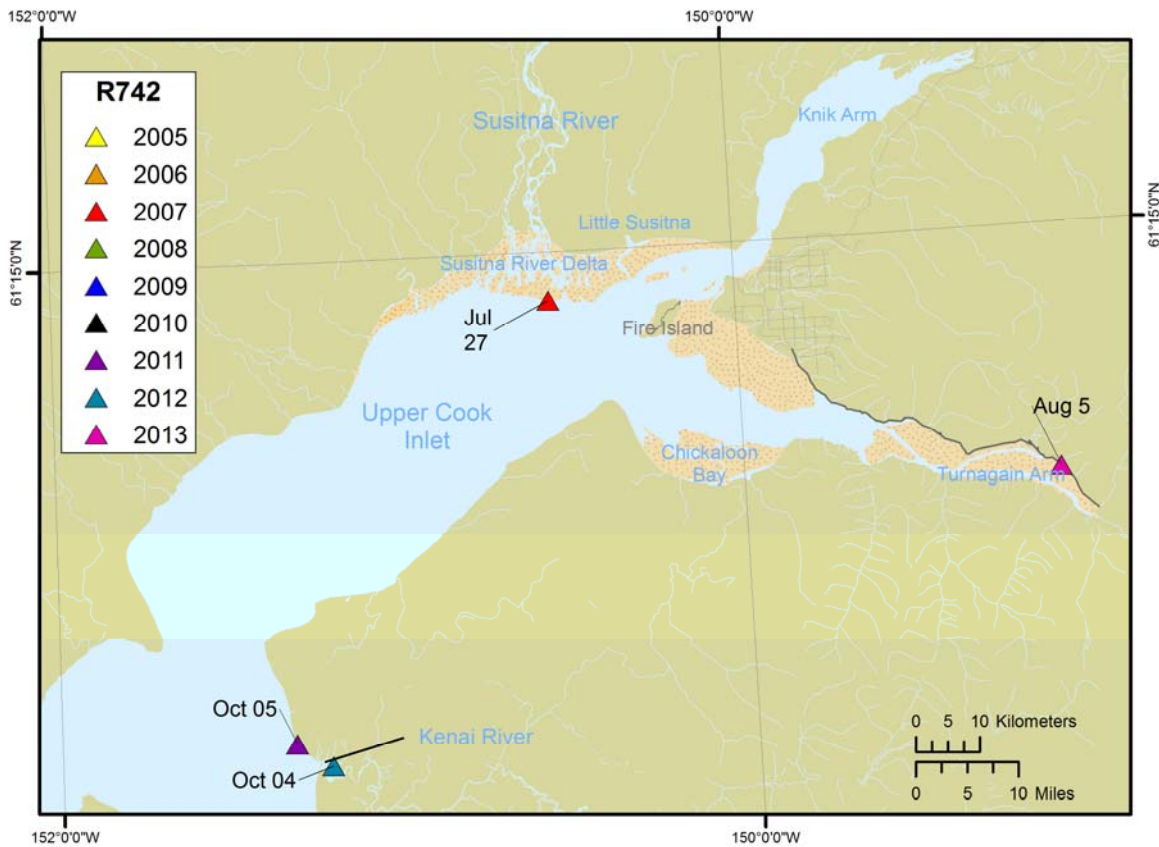 152°0'0"W
150°0'0"W
R742
2005
2006
2007
2008
2009
2010
2011
2012
2013
Susitna River
Knik Arm
Little Susitna
Susitna River Delta
61°15'0"N
61°15'0"N
Jul
27
Fire Island
Upper Cook
Inlet
Aug 5
Chickaloon
Bay
Turnagain Arm
Oct 05
Kenai River
Oct 04
0 5 10 Kilometers
0 5 10 Miles
152°0'0"W
150°0'0"W